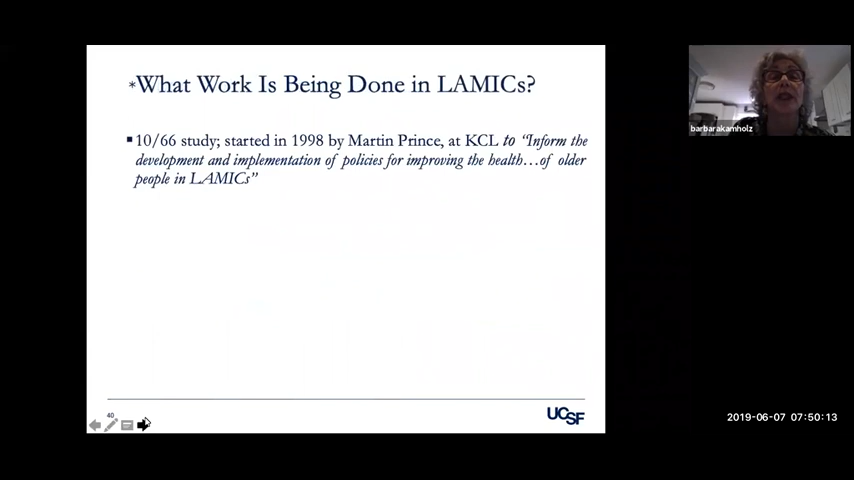 *What Work Is Being Done in LAMICs?
▪10/66 study; started in 1998 by Martin Prince, at KCL to “Inform the
development and implementation of policies for improving the health…of older
people in LAMICs”
40
UCSF
barbarakamholz
2019-06-07 07:50:13